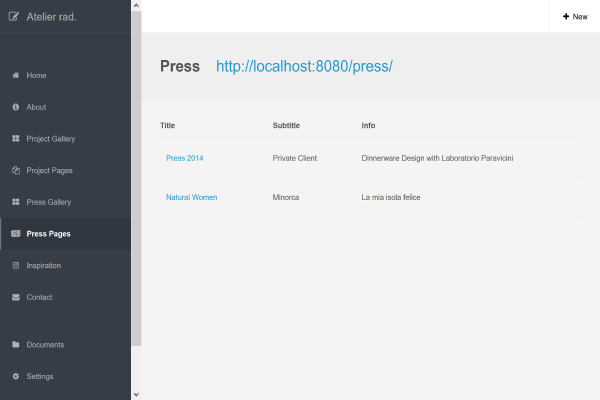 Atelier rad.
New
Home
About
Project Gallery
Project Pages
Press Gallery
Press Pages
Inspiration
Contact
Documents
Settings
Press http://localhost:8080/press/
Title Subtitle Info
Press 2014 Private Client Dinnerware Design with Laboratorio Paravicini
Natural Women Minorca La mia isola felice